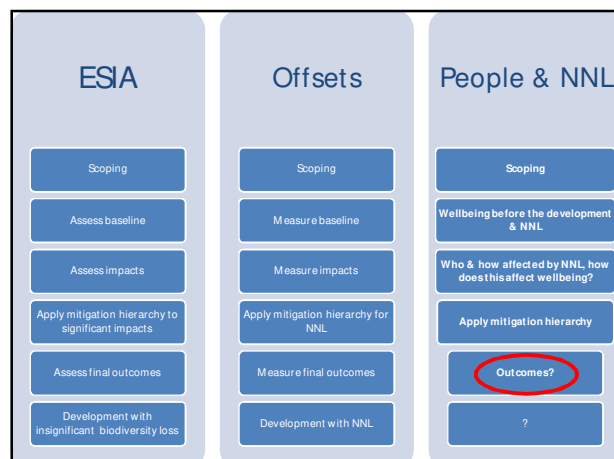 ESIA
Scoping
Assess baseline
Assess impacts
Apply mitigation hierarchy to
significant impacts
Assess final outcomes
Development with
insignificant biodiversity loss
Offsets
Scoping
Measure baseline
Measure impacts
Apply mitigation hierarchy for
NNL
Measure final outcomes
Development with NNL
People & NNL
Scoping
Wellbeing before the development
& NNL
Who & how affected by NNL, how
does this affect wellbeing?
Apply mitigation hierarchy
Outcomes?
?